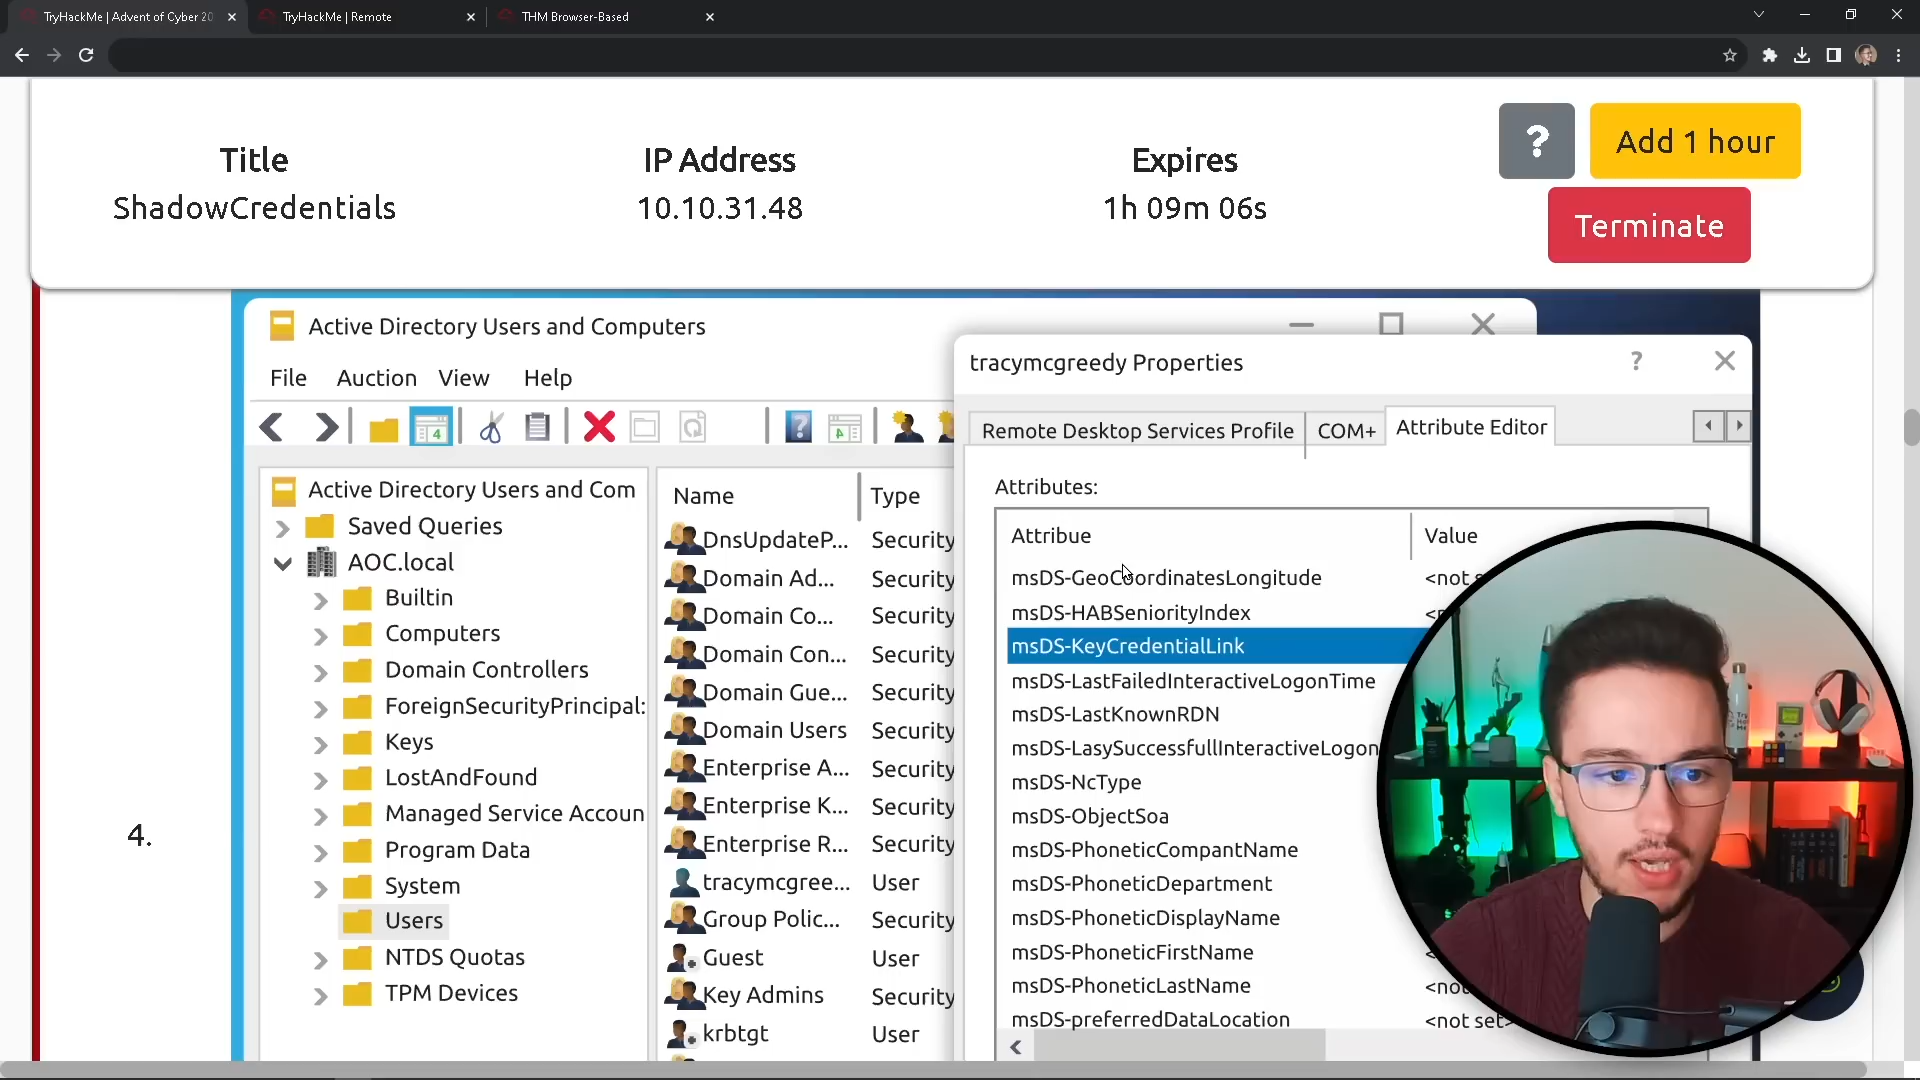 TryHackMe | Advent of Cyber 20
TryHackMe | Remote
THM Browser-Based
Title
ShadowCredentials
IP Address
10.10.31.48
Expires
1h 09m 06s
?
Add 1 hour
Terminate
4.
Active Directory Users and Computers
File Auction View Help
Active Directory Users and Com
Saved Queries
AOC.local
Builtin
Computers
Domain Controllers
ForeignSecurityPrincipal:
Keys
LostAndFound
Managed Service Accoun
Program Data
System
Users
NTDS Quotas
TPM Devices
Name Type
DnsUpdateP... Security
Domain Ad... Security
Domain Co... Security
Domain Con... Security
Domain Gue... Security
Domain Users Security
Enterprise A... Security
Enterprise K... Security
Enterprise R... Security
tracymcgree... User
Group Polic... Security
Guest User
Key Admins Security
krbtgt User
tracymcgreedy Properties
?
Remote Desktop Services Profile COM+ Attribute Editor
Attributes:
Attribue Value
msDS-GeoCoordinatesLongitude <not s
msDS-HABSeniorityIndex
msDS-KeyCredentialLink
msDS-LastFailedInteractiveLogonTime
msDS-LastKnownRDN
msDS-LasySuccessfullInteractiveLogon
msDS-NcType
msDS-ObjectSoa
msDS-PhoneticCompantName
msDS-PhoneticDepartment
msDS-PhoneticDisplayName
msDS-PhoneticFirstName
msDS-PhoneticLastName <not
msDS-preferredDataLocation <not set>